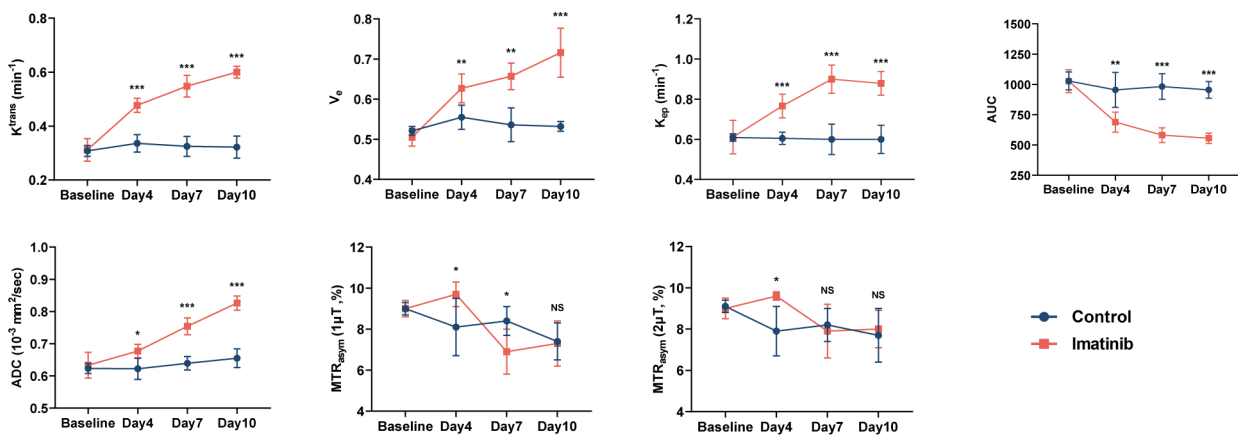 K^trans (min⁻¹)
0.8
0.6
0.4
0.2
***
***
***
Baseline Day4 Day7 Day10
V_e
0.8
0.7
0.6
0.5
0.4
**
**
***
Baseline Day4 Day7 Day10
K_ep (min⁻¹)
1.2
1.0
0.8
0.6
0.4
***
***
***
Baseline Day4 Day7 Day10
AUC
1500
1250
1000
750
500
250
**
***
***
Baseline Day4 Day7 Day10
ADC (10⁻³ mm²/sec)
1.0
0.9
0.8
0.7
0.6
0.5
*
***
***
Baseline Day4 Day7 Day10
MTR_asym (1µT ,%)
12
10
8
6
4
*
*
NS
Baseline Day4 Day7 Day10
MTR_asym (2µT, %)
12
10
8
6
4
*
NS
NS
Baseline Day4 Day7 Day10
Control
Imatinib